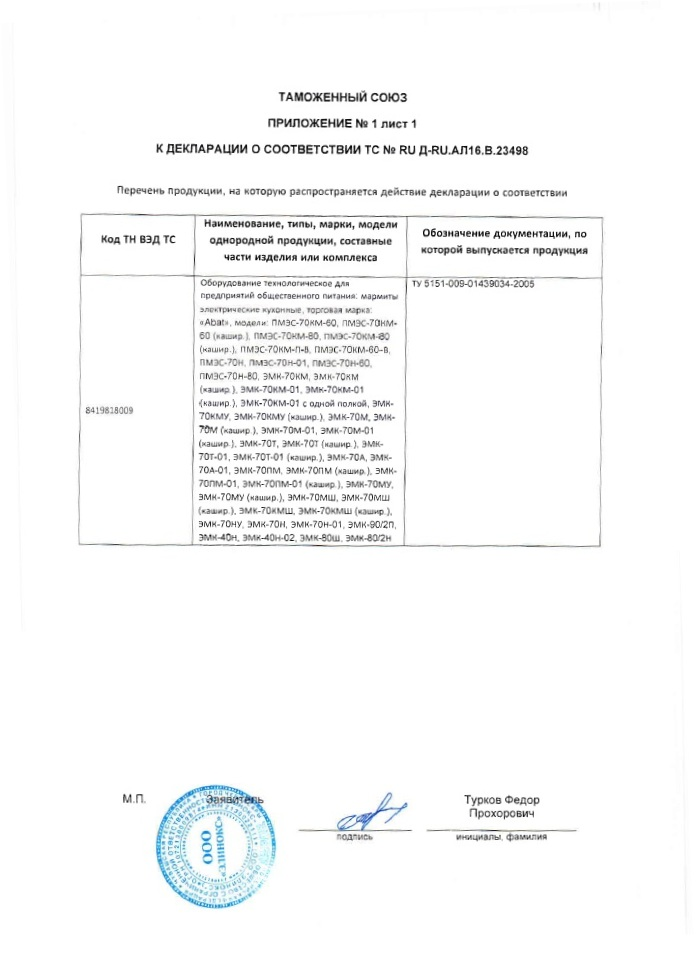 ТАМОЖЕННЫЙ СОЮЗ
ПРИЛОЖЕНИЕ № 1 лист 1
К ДЕКЛАРАЦИИ О СООТВЕТСТВИИ ТС № RU Д-RU.АЛ16.В.23498
Перечень продукции, на которую распространяется действие декларации о соответствии
Код ТН ВЭД ТС
Наименование, типы, марки, модели
однородной продукции, составные
части изделия или комплекса
Обозначение документации, по
которой выпускается продукция
8419818009
Оборудование технологическое для
предприятий общественного питания: мармиты
электрические кухонные, торговая марка:
«Abat», модели: ПМЭС-70КМ-60, ПМЭС-70КМ-
60 (кашир.), ПМЭС-70КМ-80, ПМЭС-70КМ-80
(кашир.), ПМЭС-70КМ-П-8, ПМЭС-70КМ-60-8,
ПМЭС-70Н, ПМЭС-70Н-01, ПМЭС-70Н-60,
ПМЭС-70Н-80, ЭМК-70КМ, ЭМК-70КМ
(кашир.), ЭМК-70КМ-01, ЭМК-70КМ-01
(кашир.), ЭМК-70КМ-01 с одной полкой, ЭМК-
70КМУ, ЭМК-70КМУ (кашир.), ЭМК-70М, ЭМК-
70М (кашир.), ЭМК-70М-01, ЭМК-70М-01
(кашир.), ЭМК-70Т, ЭМК-70Т (кашир.), ЭМК-
70Т-01, ЭМК-70Т-01 (кашир.), ЭМК-70А, ЭМК-
70А-01, ЭМК-70ПМ, ЭМК-70ПМ (кашир.), ЭМК-
70ПМ-01, ЭМК-70ПМ-01 (кашир.), ЭМК-70МУ,
ЭМК-70МУ (кашир.), ЭМК-70МШ, ЭМК-70МШ
(кашир.), ЭМК-70КМШ, ЭМК-70КМШ (кашир.),
ЭМК-70НУ, ЭМК-70Н, ЭМК-70Н-01, ЭМК-90/2П,
ЭМК-40Н, ЭМК-40Н-02, ЭМК-80Ш, ЭМК-80/2Н
ТУ 5151-009-01439034-2005
М.П.
Заявитель
ООО
«ЭЛИНОКС»
подпись
Турков Федор
Прохорович
инициалы, фамилия